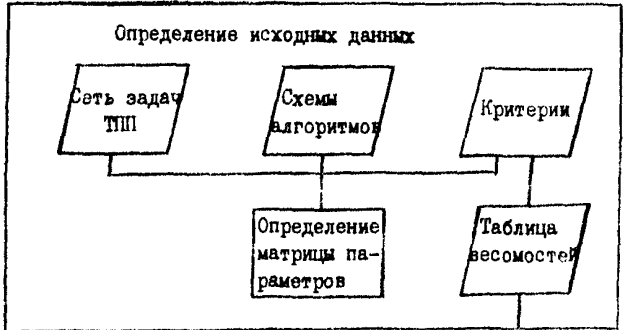 Определение исходных данных
Сеть задач
ТПП
Схемы
алгоритмов
Критерии
Определение
матрицы па-
раметров
Таблица
весомостей